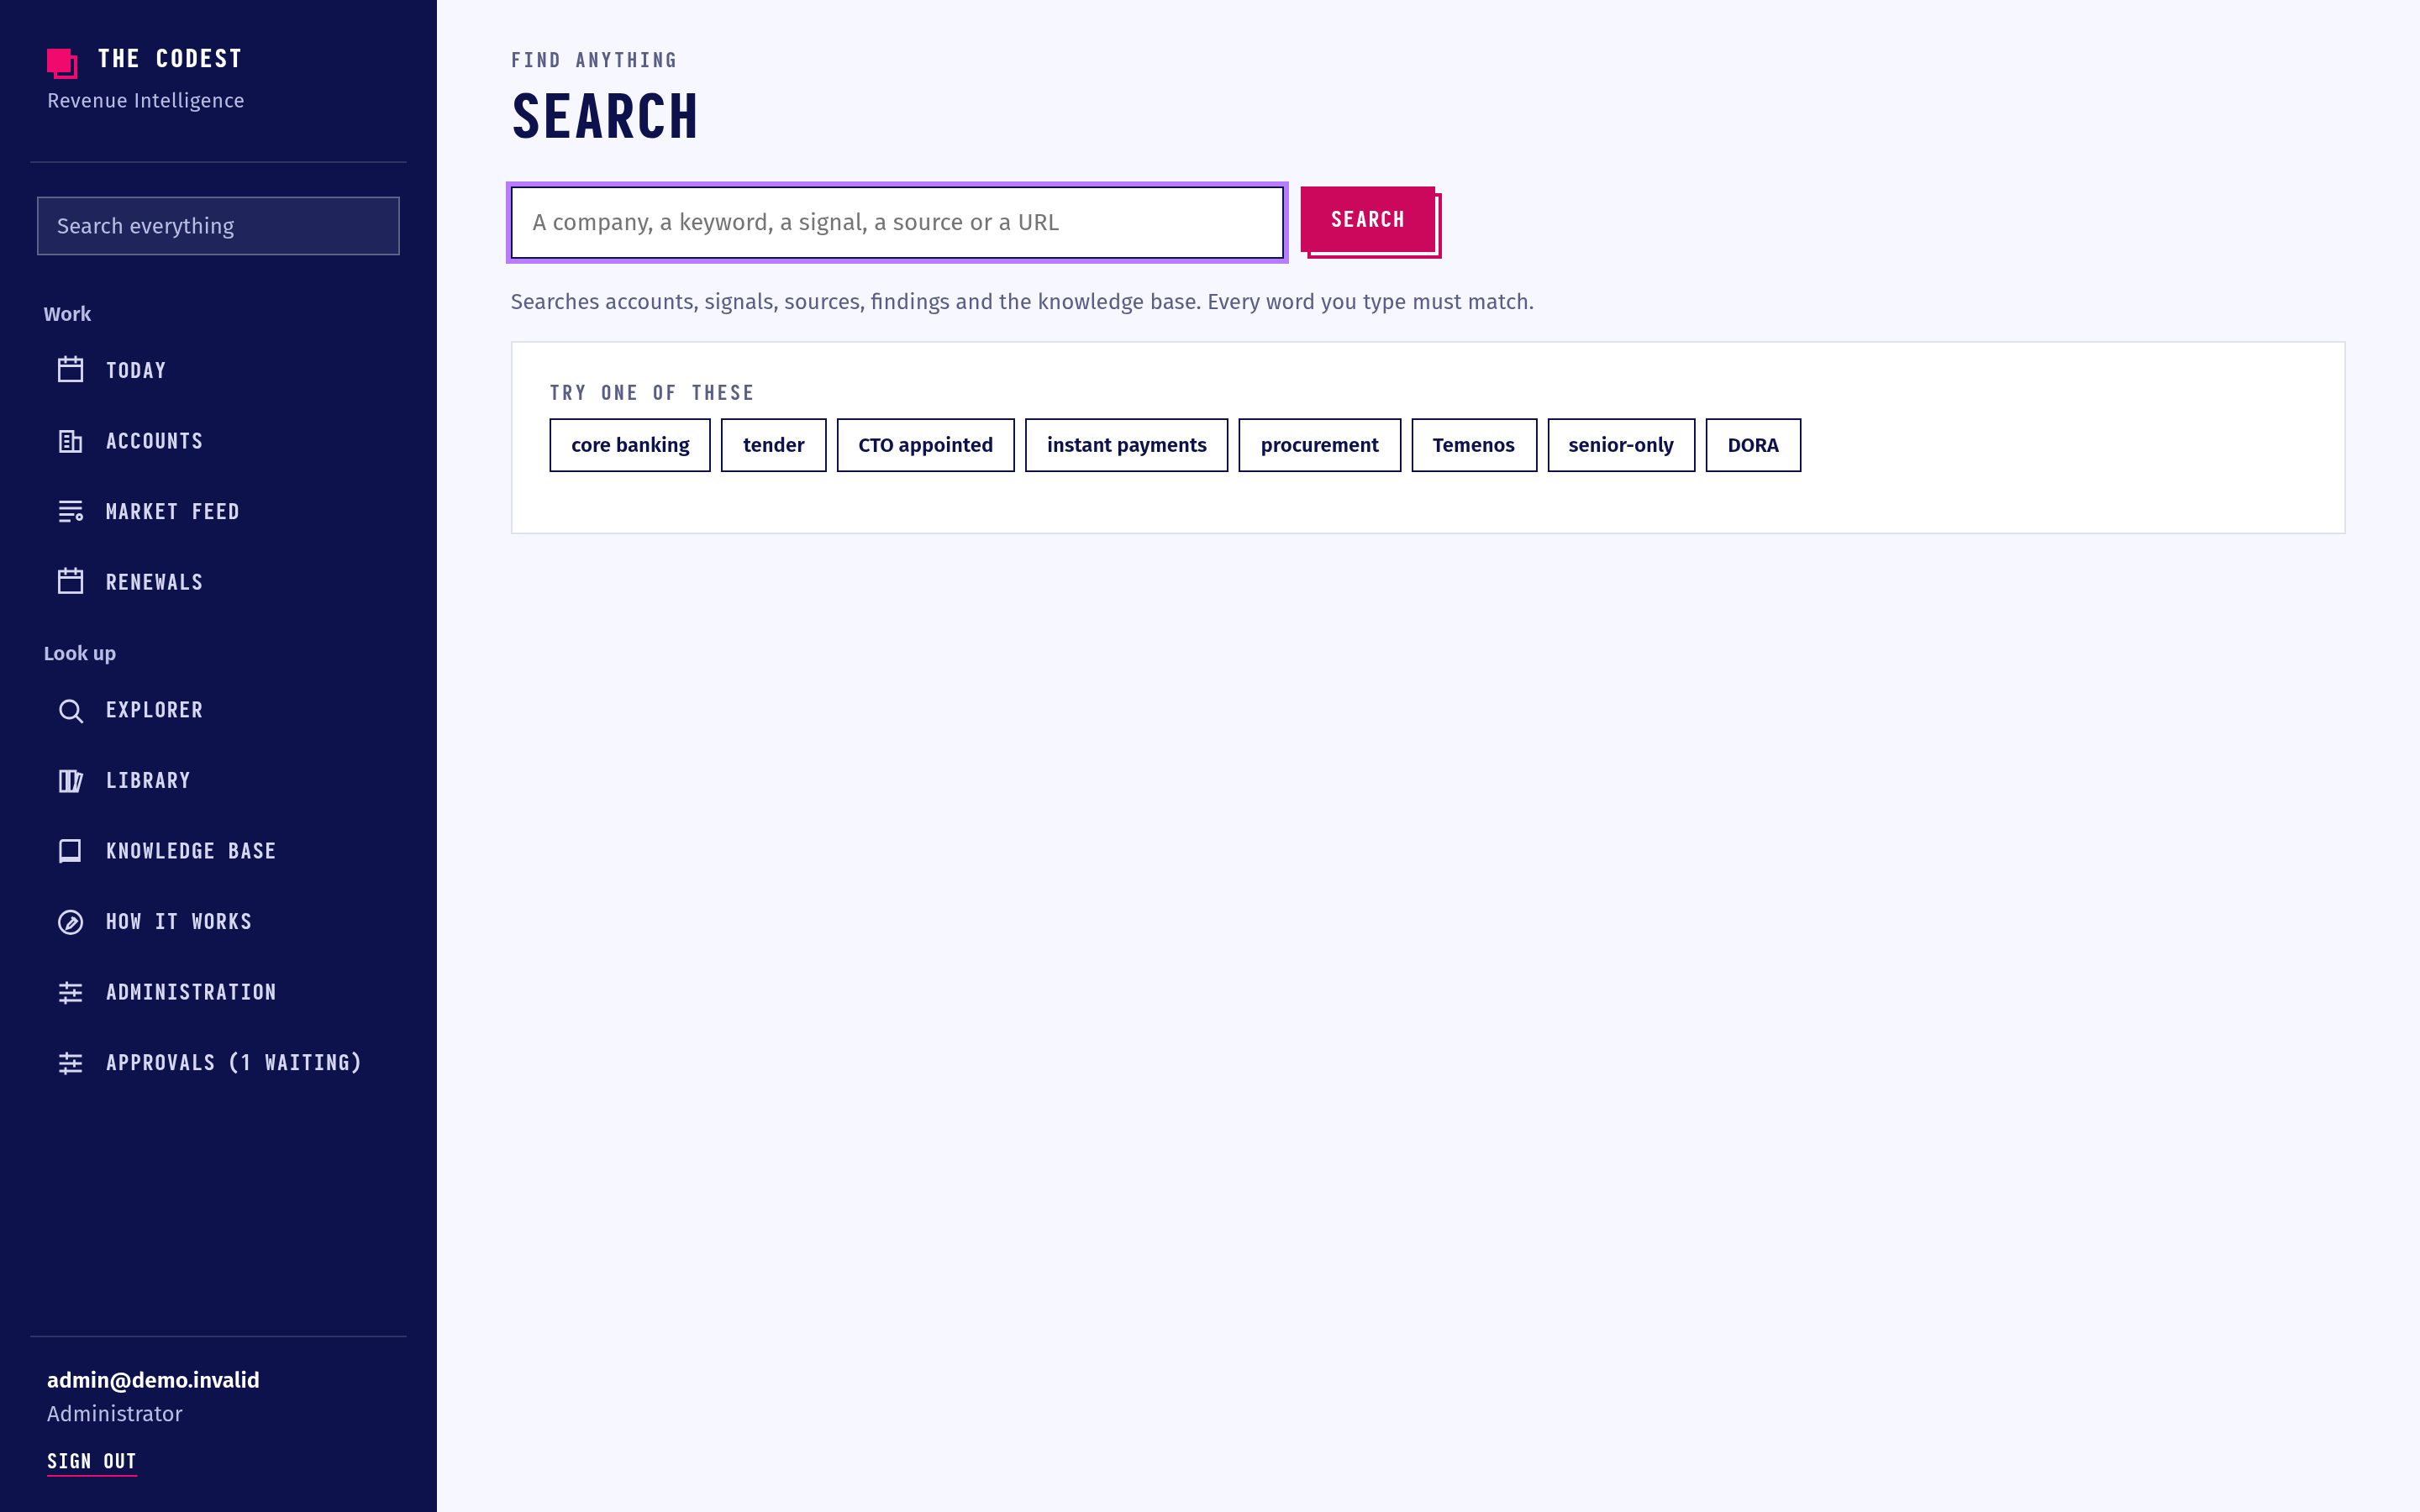 THE CODEST
Revenue Intelligence
Search everything
Work
TODAY
ACCOUNTS
MARKET FEED
RENEWALS
Look up
EXPLORER
LIBRARY
KNOWLEDGE BASE
HOW IT WORKS
ADMINISTRATION
APPROVALS (1 WAITING)
admin@demo.invalid
Administrator
SIGN OUT
FIND ANYTHING
SEARCH
A company, a keyword, a signal, a source or a URL
SEARCH
Searches accounts, signals, sources, findings and the knowledge base. Every word you type must match.
TRY ONE OF THESE
core banking tender CTO appointed instant payments procurement Temenos senior-only DORA